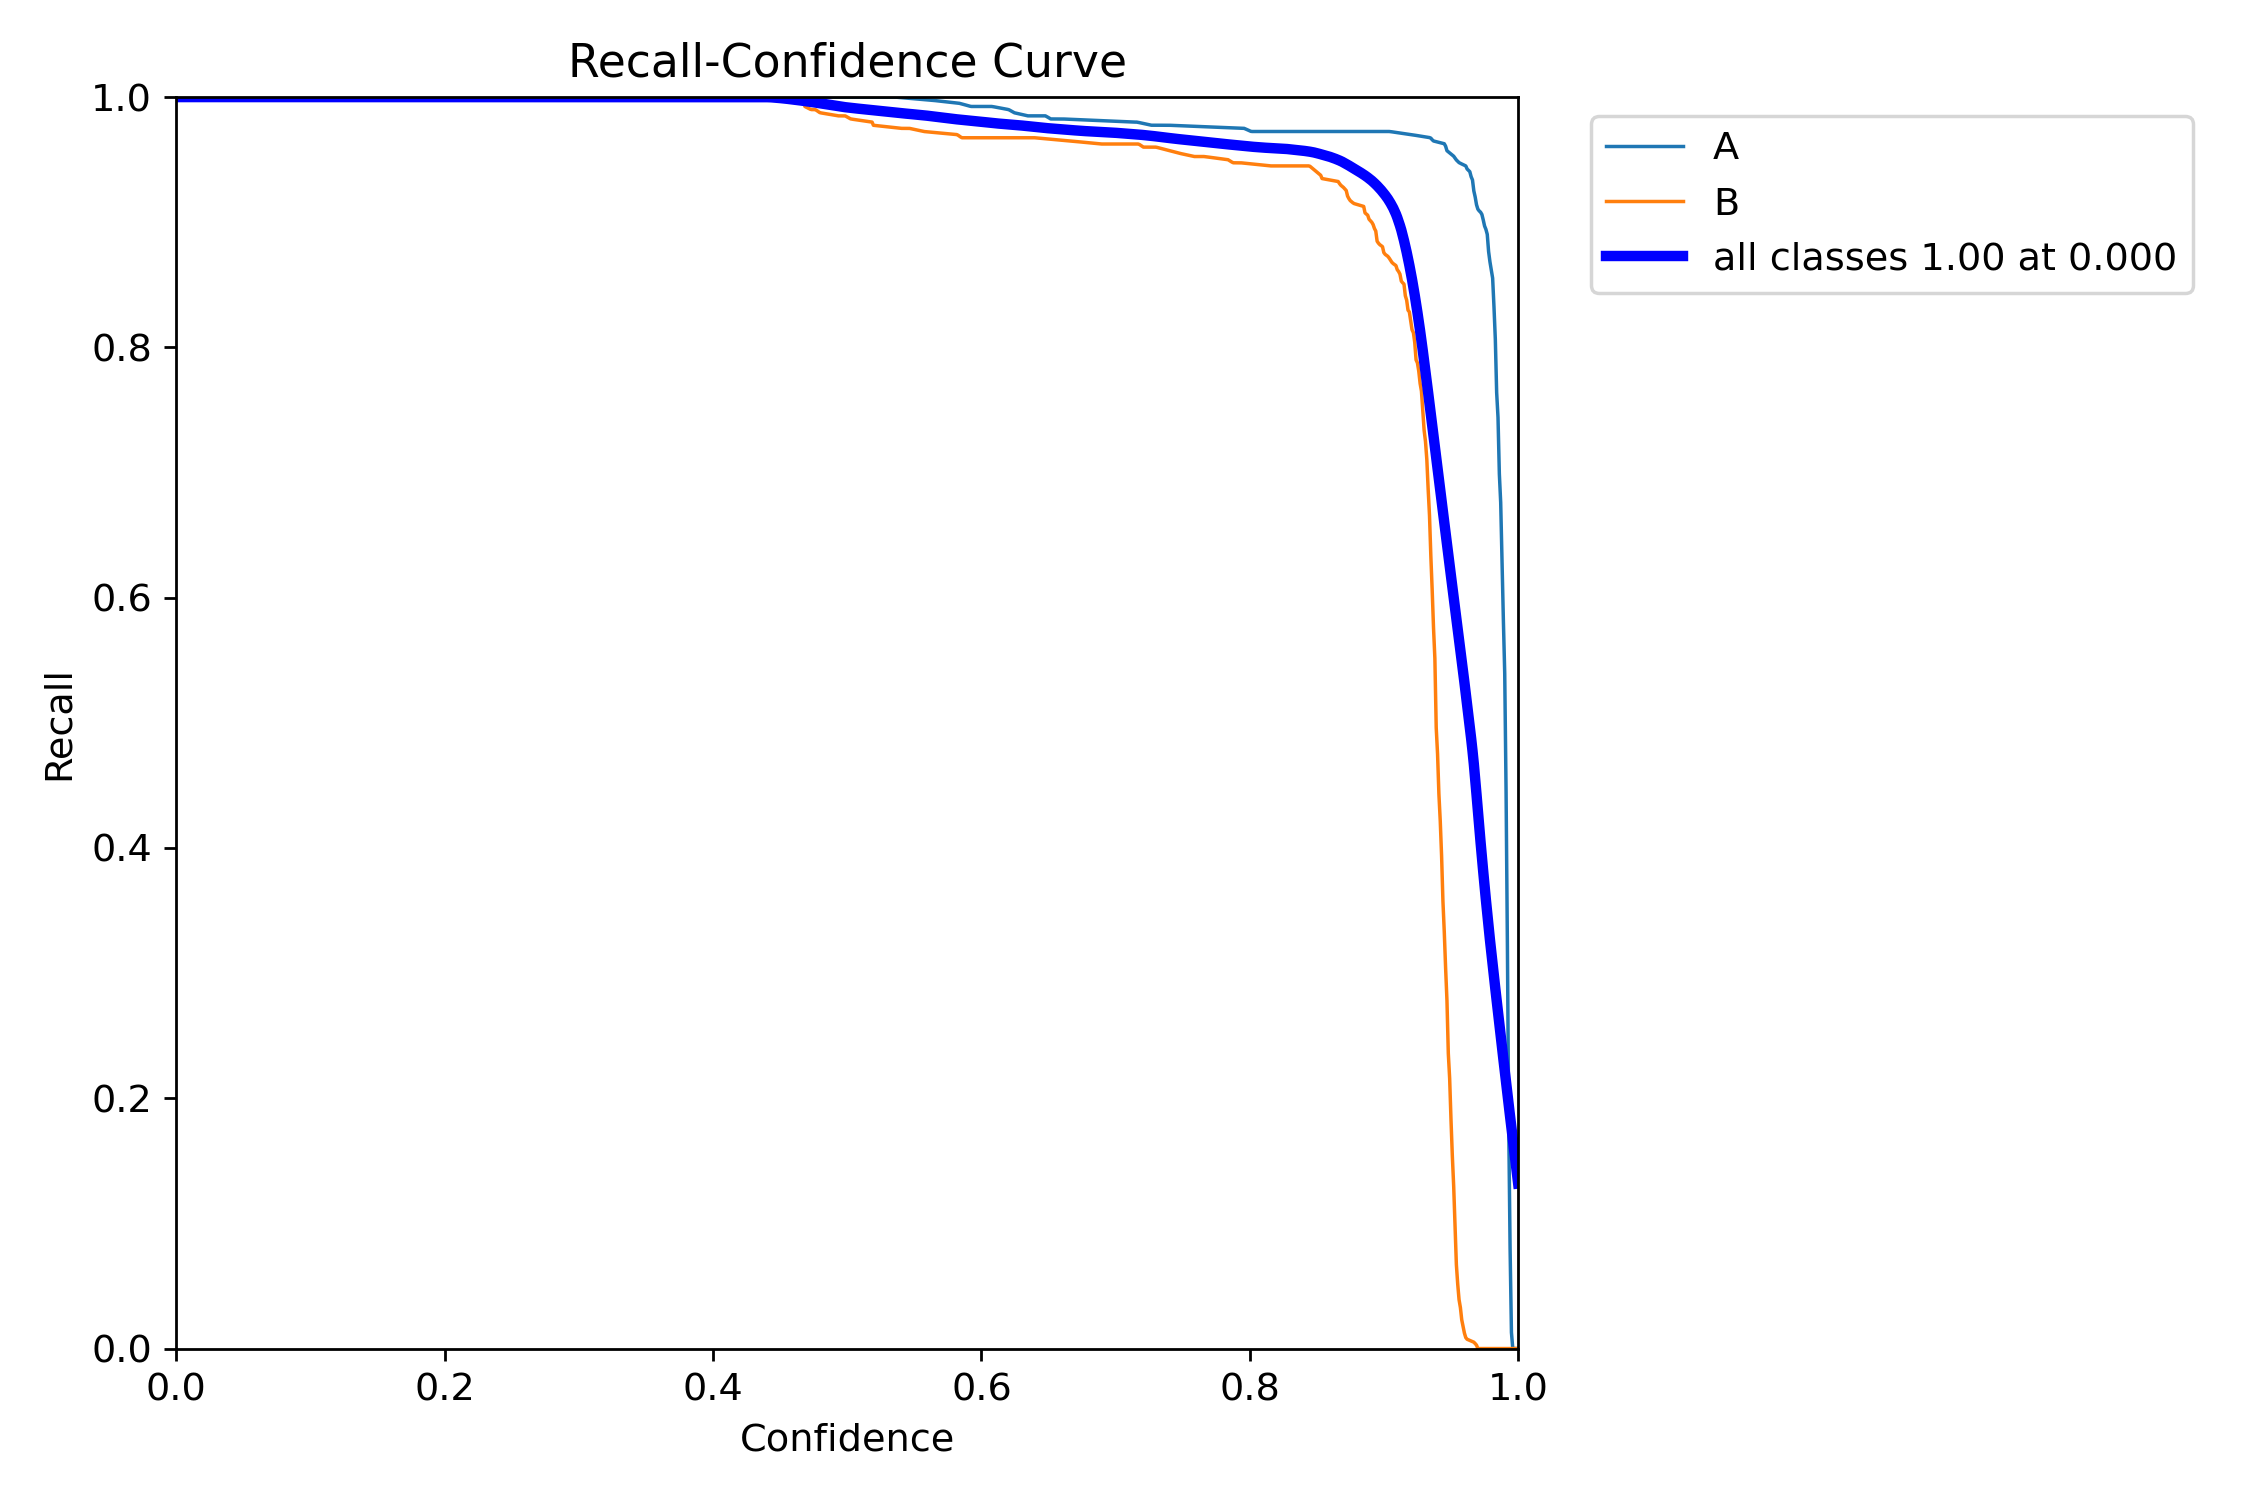 Recall-Confidence Curve
1.0
0.8
0.6
0.4
0.2
0.0
Recall
0.0 0.2 0.4 0.6 0.8 1.0
Confidence
A
B
all classes 1.00 at 0.000